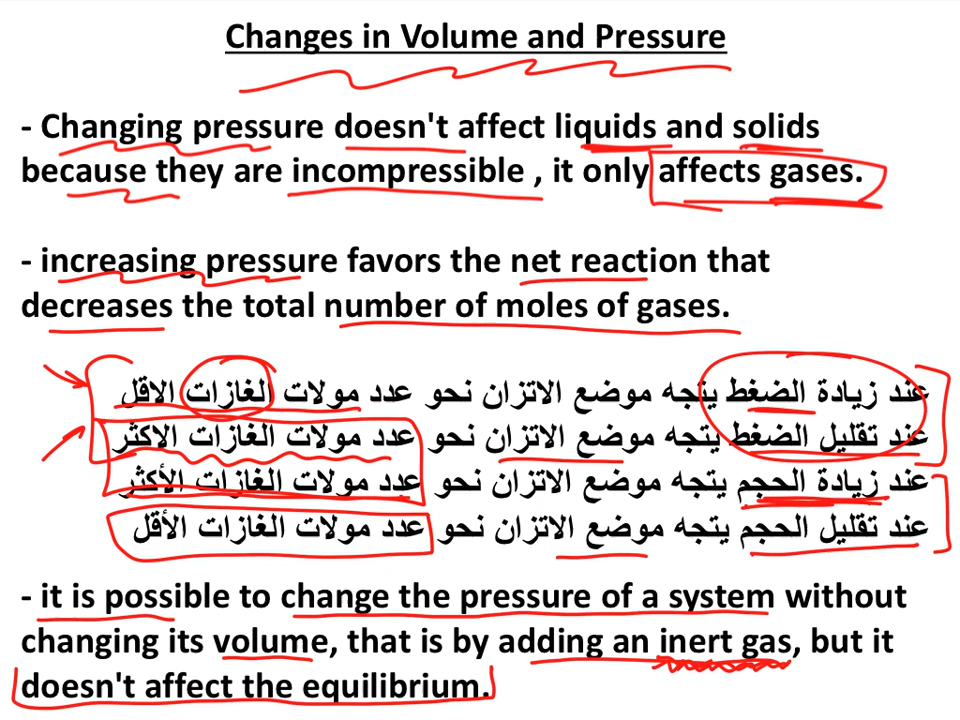 Changes in Volume and Pressure
- Changing pressure doesn't affect liquids and solids
because they are incompressible , it only affects gases.
- increasing pressure favors the net reaction that
decreases the total number of moles of gases.
عند زيادة الضغط يتجه موضع الاتزان نحو عدد مولات الغازات الاقل
عند تقليل الضغط يتجه موضع الاتزان نحو عدد مولات الغازات الاكثر
عند زيادة الحجم يتجه موضع الاتزان نحو عدد مولات الغازات الأكثر
عند تقليل الحجم يتجه موضع الاتزان نحو عدد مولات الغازات الأقل
- it is possible to change the pressure of a system without
changing its volume, that is by adding an inert gas, but it
doesn't affect the equilibrium.